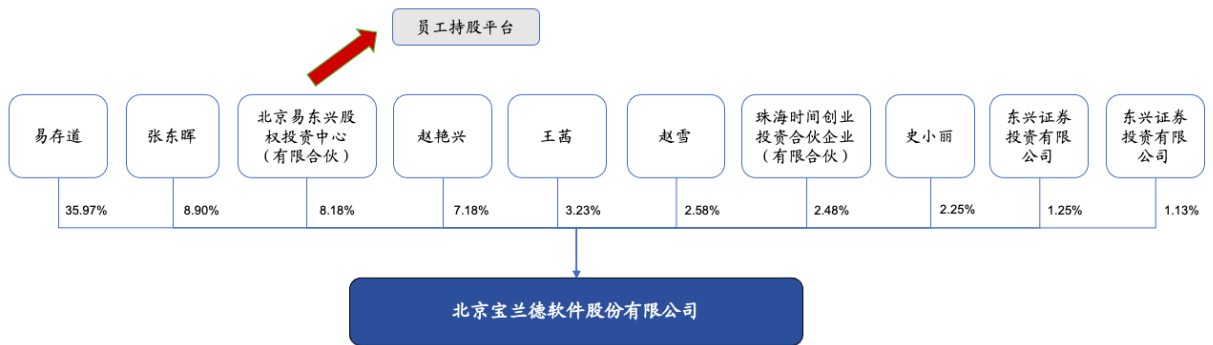 员工持股平台
易存道
张东晖
北京易东兴股
权投资中心
（有限合伙）
赵艳兴
王茜
赵雪
珠海时间创业
投资合伙企业
（有限合伙）
史小丽
东兴证券
投资有限
公司
东兴证券
投资有限
公司
35.97%
8.90%
8.18%
7.18%
3.23%
2.58%
2.48%
2.25%
1.25%
1.13%
北京宝兰德软件股份有限公司